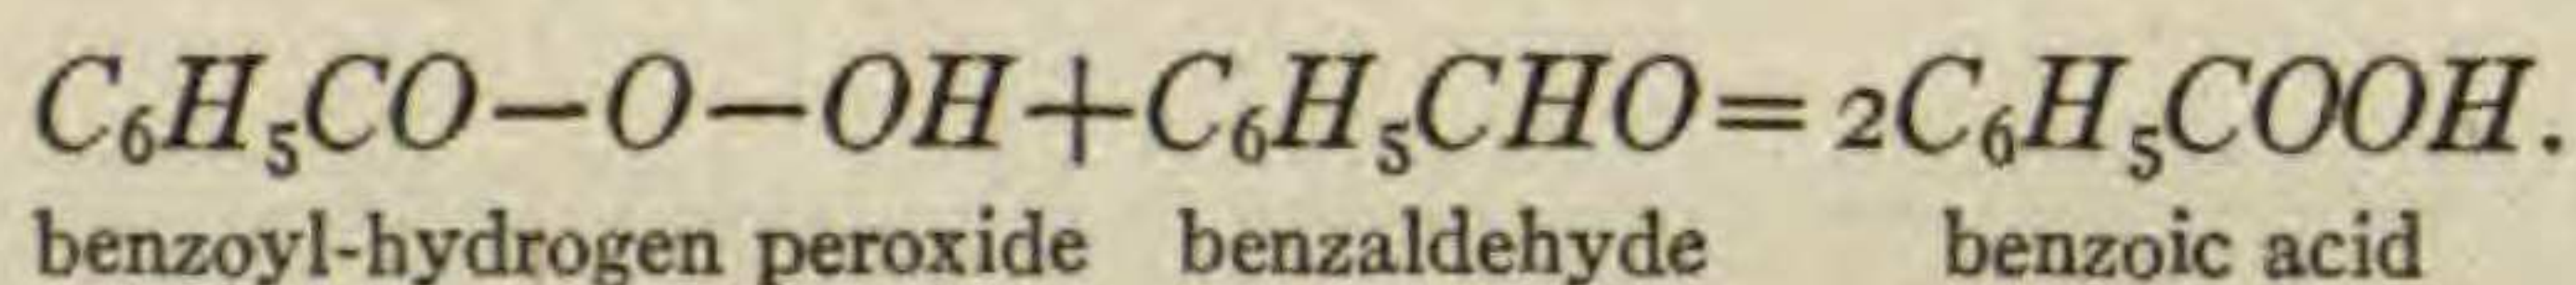 C₆H₅CO—O—OH+C₆H₅CHO=2C₆H₅COOH.
benzoyl-hydrogen peroxide benzaldehyde benzoic acid